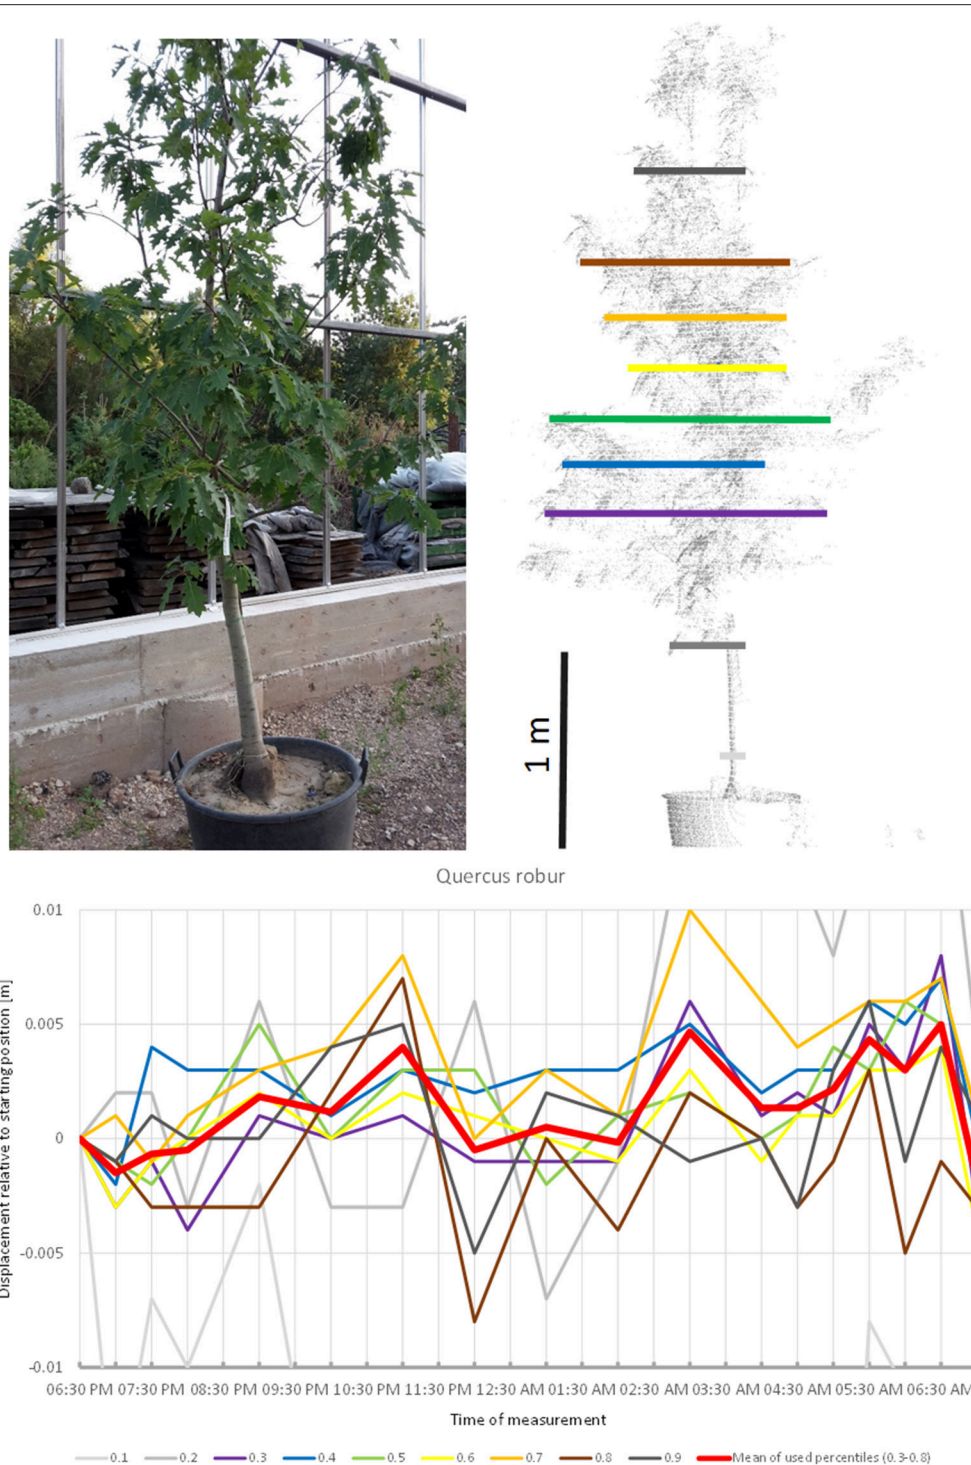 1 m
Quercus robur
Displacement relative to starting position [m]
0.01
0.005
0
-0.005
-0.01
06:30 PM 07:30 PM 08:30 PM 09:30 PM 10:30 PM 11:30 PM 12:30 AM 01:30 AM 02:30 AM 03:30 AM 04:30 AM 05:30 AM 06:30 AM
Time of measurement
0.1 0.2 0.3 0.4 0.5 0.6 0.7 0.8 0.9 Mean of used percentiles (0.3-0.8)